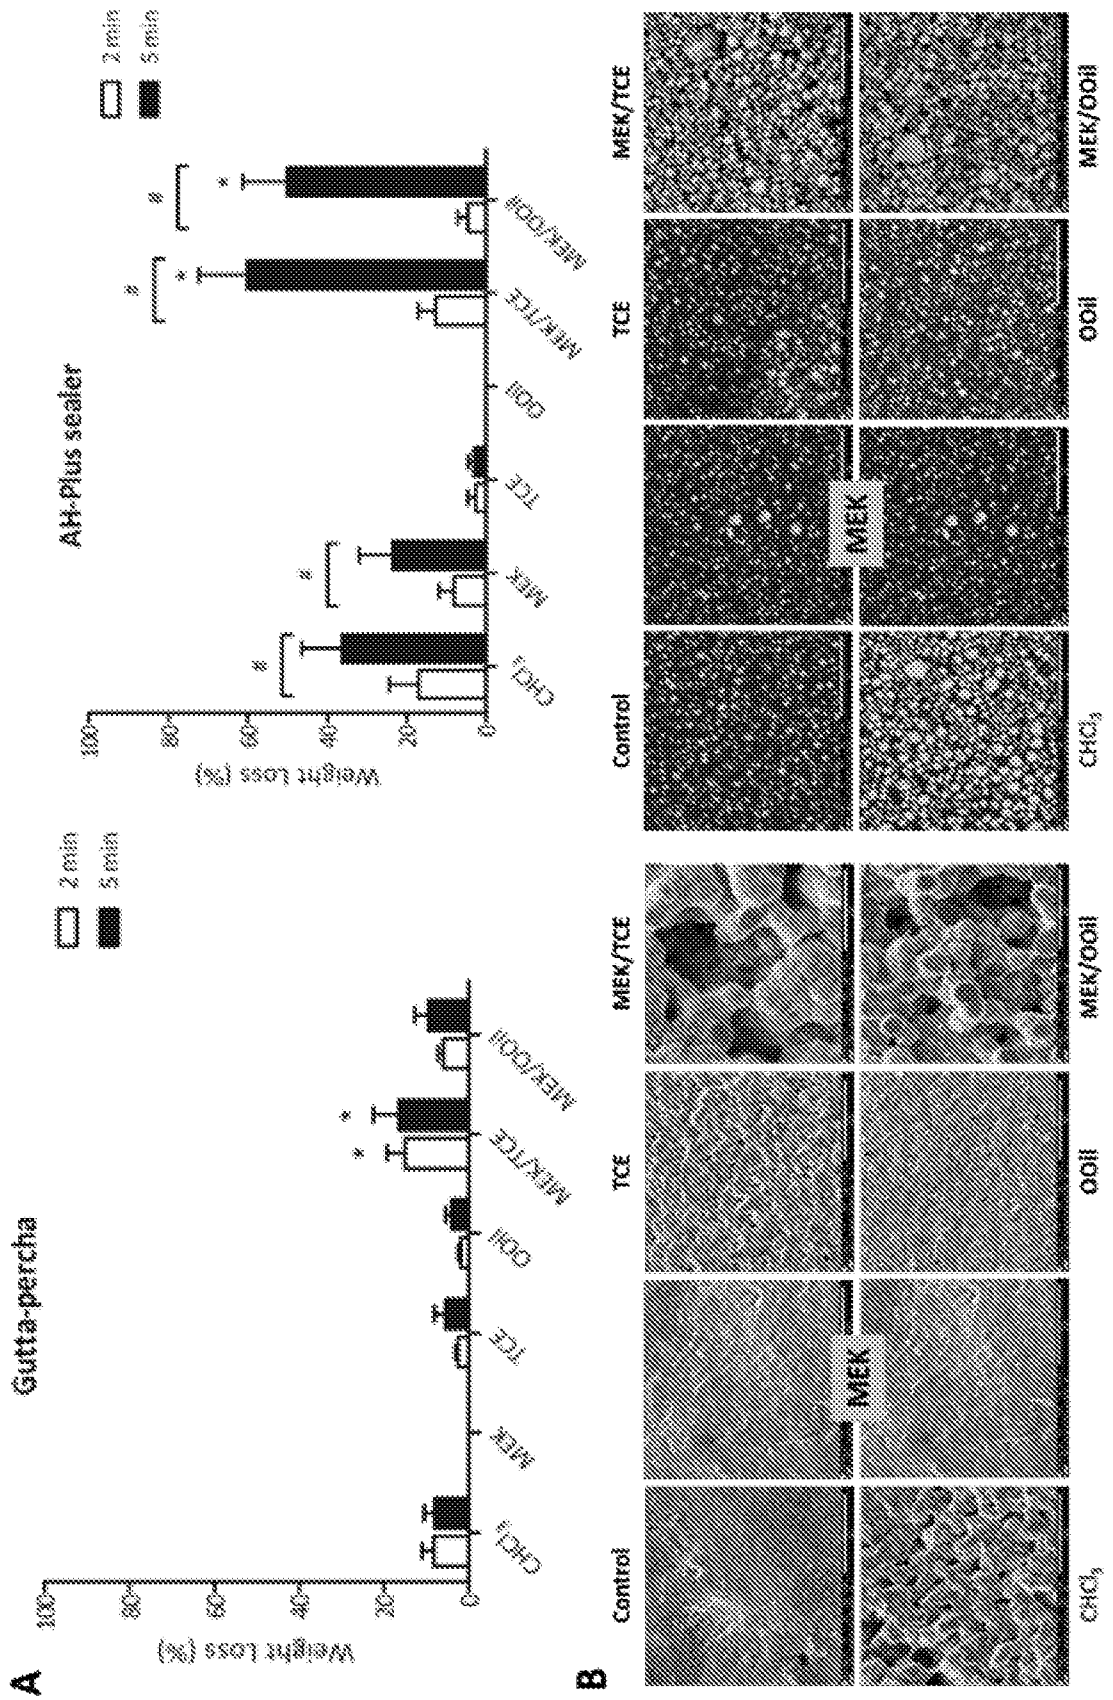 A
Gutta-percha
2 min
5 min
Weight Loss (%)
100
80
60
40
20
0
CHCl3
MEK
TCE
OOil
MEK/TCE
MEK/OOil
*
*
AH-Plus sealer
2 min
5 min
Weight Loss (%)
100
80
60
40
20
0
CHCl3
MEK
TCE
OOil
MEK/TCE
MEK/OOil
#
#
#
*
#
*
B
Control
TCE
MEK/TCE
MEK
CHCl3
OOil
MEK/OOil
Control
TCE
MEK/TCE
MEK
CHCl3
OOil
MEK/OOil